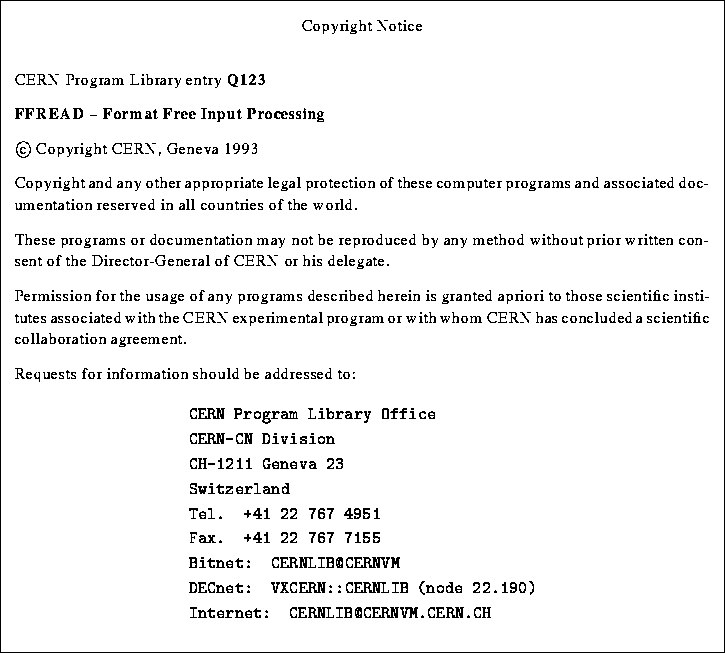 Copyright Notice
CERN Program Library entry Q123
FFREAD – Format Free Input Processing
© Copyright CERN, Geneva 1993
Copyright and any other appropriate legal protection of these computer programs and associated doc-
umentation reserved in all countries of the world.
These programs or documentation may not be reproduced by any method without prior written con-
sent of the Director-General of CERN or his delegate.
Permission for the usage of any programs described herein is granted apriori to those scientific insti-
tutes associated with the CERN experimental program or with whom CERN has concluded a scientific
collaboration agreement.
Requests for information should be addressed to:
CERN Program Library Office
CERN-CN Division
CH-1211 Geneva 23
Switzerland
Tel. +41 22 767 4951
Fax. +41 22 767 7155
Bitnet: CERNLIB@CERNVM
DECnet: VXCERN::CERNLIB (node 22.190)
Internet: CERNLIB@CERNVM.CERN.CH